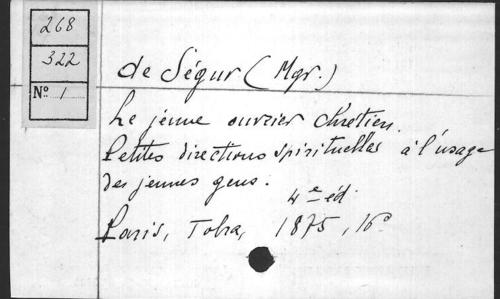 268
322
No. 1
de Ségur (Mgr.)
Le jeune ouvrier chrétien.
Petites directions spirituelles à l'usage
des jeunes gens.
4e éd.
Paris, Tolra, 1875, 16°